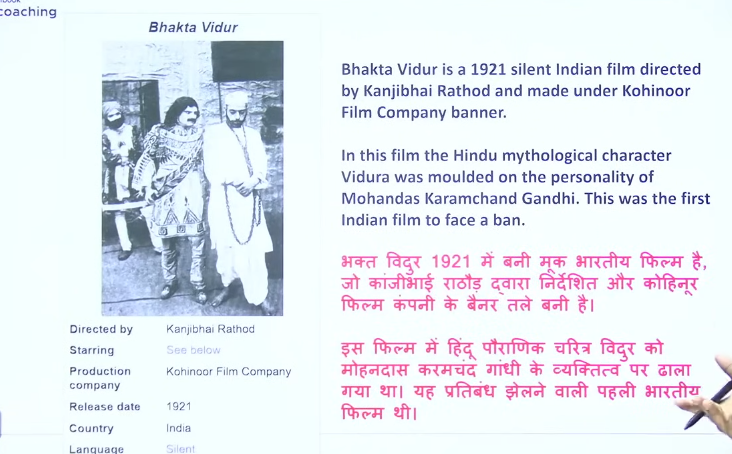 coaching
Bhakta Vidur
Directed by Kanjibhai Rathod
Starring See below
Production Kohinoor Film Company
company
Release date 1921
Country India
Language Silent
Bhakta Vidur is a 1921 silent Indian film directed
by Kanjibhai Rathod and made under Kohinoor
Film Company banner.
In this film the Hindu mythological character
Vidura was moulded on the personality of
Mohandas Karamchand Gandhi. This was the first
Indian film to face a ban.
भक्त विदुर 1921 में बनी मूक भारतीय फिल्म है,
जो कांजीभाई राठौड़ द्वारा निर्देशित और कोहिनूर
फिल्म कंपनी के बैनर तले बनी है।
इस फिल्म में हिंदू पौराणिक चरित्र विदुर को
मोहनदास करमचंद गांधी के व्यक्तित्व पर ढाला
गया था। यह प्रतिबंध झेलने वाली पहली भारतीय
फिल्म थी।